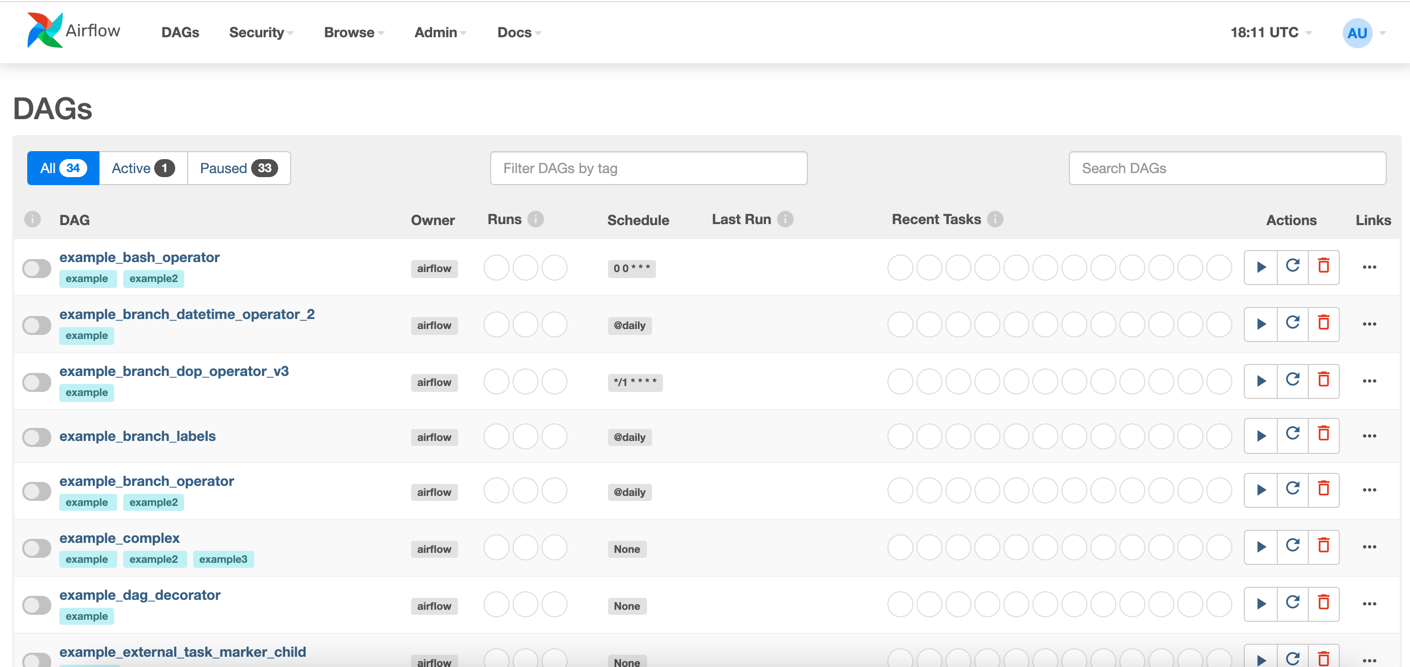 Airflow DAGs Security Browse Admin Docs 18:11 UTC AU
DAGs
All 34 Active 1 Paused 33 Filter DAGs by tag Search DAGs
i DAG Owner Runs i Schedule Last Run i Recent Tasks i Actions Links
example_bash_operator
example example2 airflow 0 0 * * *
example_branch_datetime_operator_2
example airflow @daily
example_branch_dop_operator_v3
example airflow */1 * * * *
example_branch_labels airflow @daily
example_branch_operator
example example2 airflow @daily
example_complex
example example2 example3 airflow None
example_dag_decorator
example airflow None
example_external_task_marker_child
airflow None